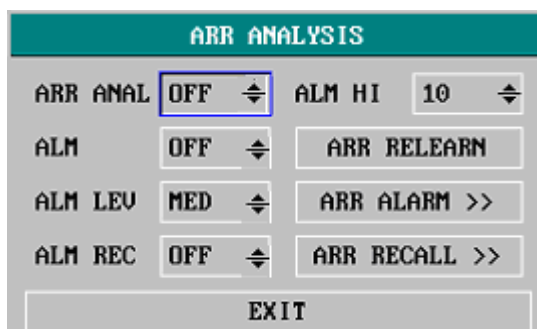 ARR ANALYSIS
ARR ANAL OFF ALM HI 10
ALM OFF ARR RELEARN
ALM LEV MED ARR ALARM >>
ALM REC OFF ARR RECALL >>
EXIT